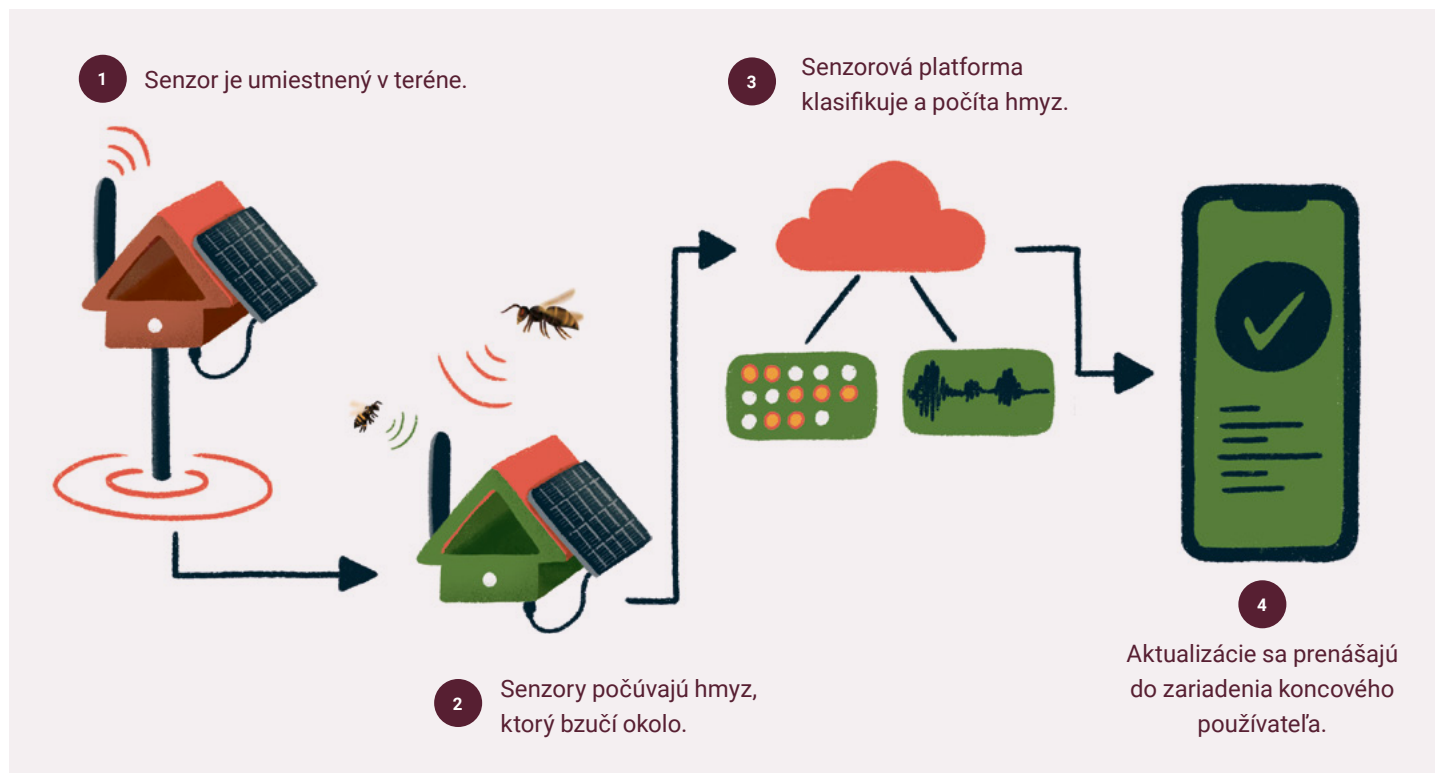 1
Senzor je umiestnený v teréne.
2
Senzory počúvajú hmyz,
ktorý bzučí okolo.
3
Senzorová platforma
klasifikuje a počíta hmyz.
4
Aktualizácie sa prenášajú
do zariadenia koncového
používateľa.